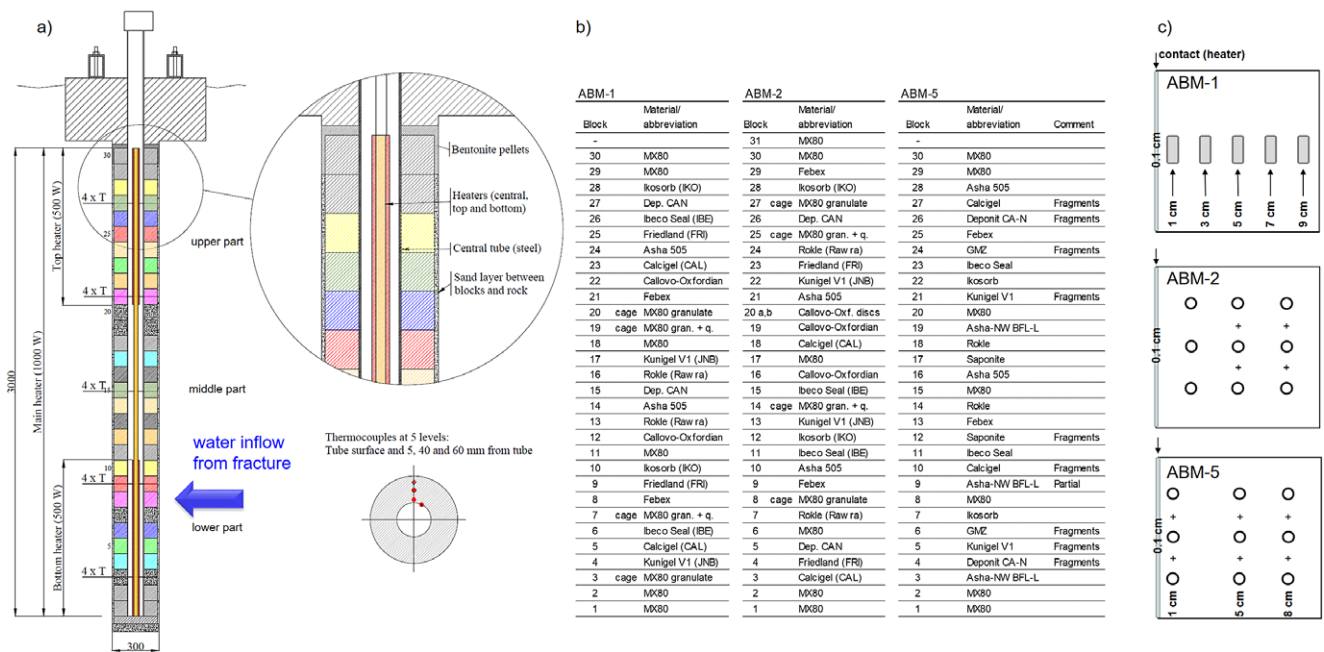 a)
30
4 x T
25
4 x T
20
15
4 x T
10
4 x T
5
4 x T
Top heater (500 W)
3000
Main heater (1000 W)
Bottom heater (500 W)
300
upper part
middle part
water inflow
from fracture
lower part
Bentonite pellets
Heaters (central,
top and bottom)
Central tube (steel)
Sand layer between
blocks and rock
Thermocouples at 5 levels:
Tube surface and 5, 40 and 60 mm from tube
b)
ABM-1
Block Material/ abbreviation
-
30 MX80
29 MX80
28 Ikosorb (IKO)
27 Dep. CAN
26 Ibeco Seal (IBE)
25 Friedland (FRI)
24 Asha 505
23 Calcigel (CAL)
22 Callovo-Oxfordian
21 Febex
20 cage MX80 granulate
19 cage MX80 gran. + q.
18 MX80
17 Kunigel V1 (JNB)
16 Rokle (Raw ra)
15 Dep. CAN
14 Asha 505
13 Rokle (Raw ra)
12 Callovo-Oxfordian
11 MX80
10 Ikosorb (IKO)
9 Friedland (FRI)
8 Febex
7 cage MX80 gran. + q.
6 Ibeco Seal (IBE)
5 Calcigel (CAL)
4 Kunigel V1 (JNB)
3 cage MX80 granulate
2 MX80
1 MX80
ABM-2
Block Material/ abbreviation
31 MX80
30 MX80
29 Febex
28 Ikosorb (IKO)
27 cage MX80 granulate
26 Dep. CAN
25 cage MX80 gran. + q.
24 Rokle (Raw ra)
23 Friedland (FRI)
22 Kunigel V1 (JNB)
21 Asha 505
20 a,b Callovo-Oxf. discs
19 Callovo-Oxfordian
18 Calcigel (CAL)
17 MX80
16 Callovo-Oxfordian
15 Ibeco Seal (IBE)
14 cage MX80 gran. + q.
13 Kunigel V1 (JNB)
12 Ikosorb (IKO)
11 Ibeco Seal (IBE)
10 Asha 505
9 Febex
8 cage MX80 granulate
7 Rokle (Raw ra)
6 MX80
5 Dep. CAN
4 Friedland (FRI)
3 Calcigel (CAL)
2 MX80
1 MX80
ABM-5
Block Material/ abbreviation Comment
-
30 MX80
29 MX80
28 Asha 505
27 Calcigel Fragments
26 Deponit CA-N Fragments
25 Febex
24 GMZ Fragments
23 Ibeco Seal
22 Ikosorb
21 Kunigel V1 Fragments
20 MX80
19 Asha-NW BFL-L
18 Rokle
17 Saponite
16 Asha 505
15 MX80
14 Rokle
13 Febex
12 Saponite Fragments
11 Ibeco Seal
10 Calcigel Fragments
9 Asha-NW BFL-L Partial
8 MX80
7 Ikosorb
6 GMZ Fragments
5 Kunigel V1 Fragments
4 Deponit CA-N Fragments
3 Asha-NW BFL-L
2 MX80
1 MX80
c)
contact (heater)
ABM-1
0.1 cm
1 cm 3 cm 5 cm 7 cm 9 cm
ABM-2
0.1 cm
ABM-5
0.1 cm
1 cm 5 cm 8 cm